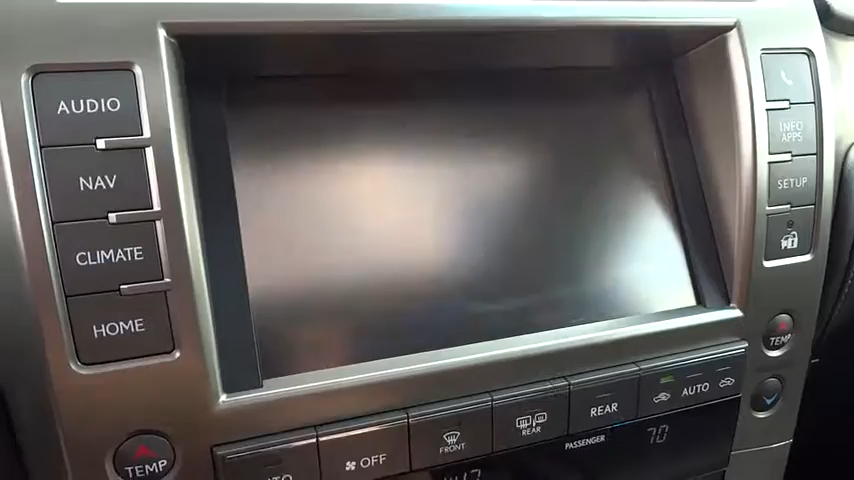 AUDIO
NAV
CLIMATE
HOME
INFO
APPS
SETUP
TEMP
TEMP
OFF
FRONT
REAR
REAR
AUTO
PASSENGER
70